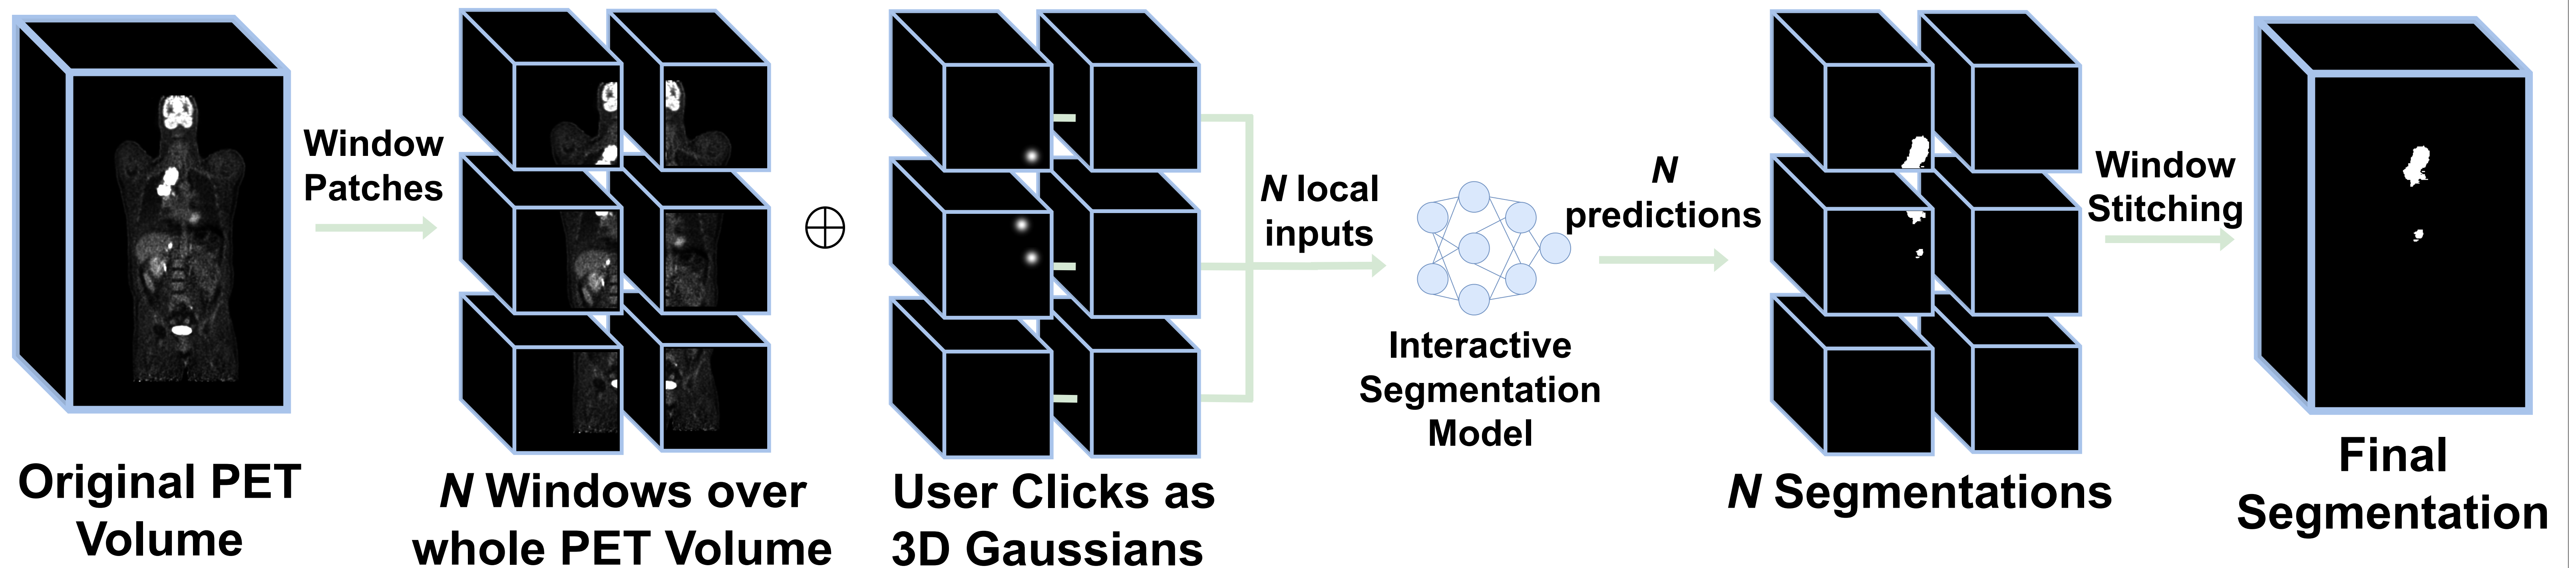 Original PET
Volume
Window
Patches
N Windows over
whole PET Volume
⊕
User Clicks as
3D Gaussians
N local
inputs
Interactive
Segmentation
Model
N
predictions
N Segmentations
Window
Stitching
Final
Segmentation